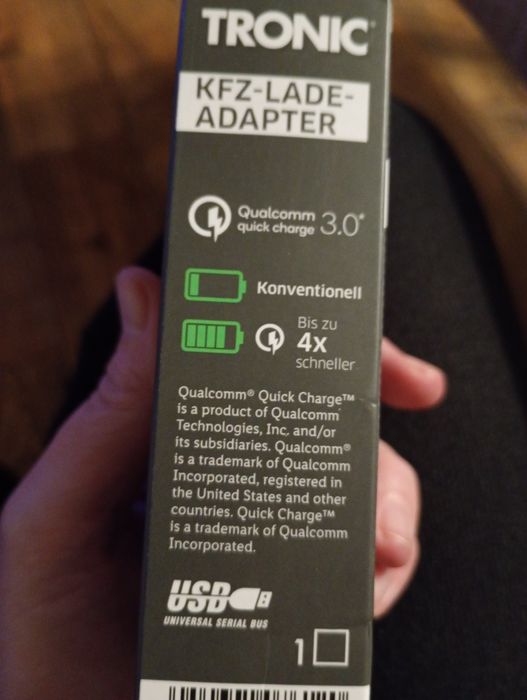 TRONIC®
KFZ-LADE-
ADAPTER
Qualcomm
quick charge 3.0*
Konventionell
Bis zu
4x
schneller
Qualcomm® Quick Charge™
is a product of Qualcomm
Technologies, Inc. and/or
its subsidiaries. Qualcomm®
is a trademark of Qualcomm
Incorporated, registered in
the United States and other
countries. Quick Charge™
is a trademark of Qualcomm
Incorporated.
USB
UNIVERSAL SERIAL BUS
1